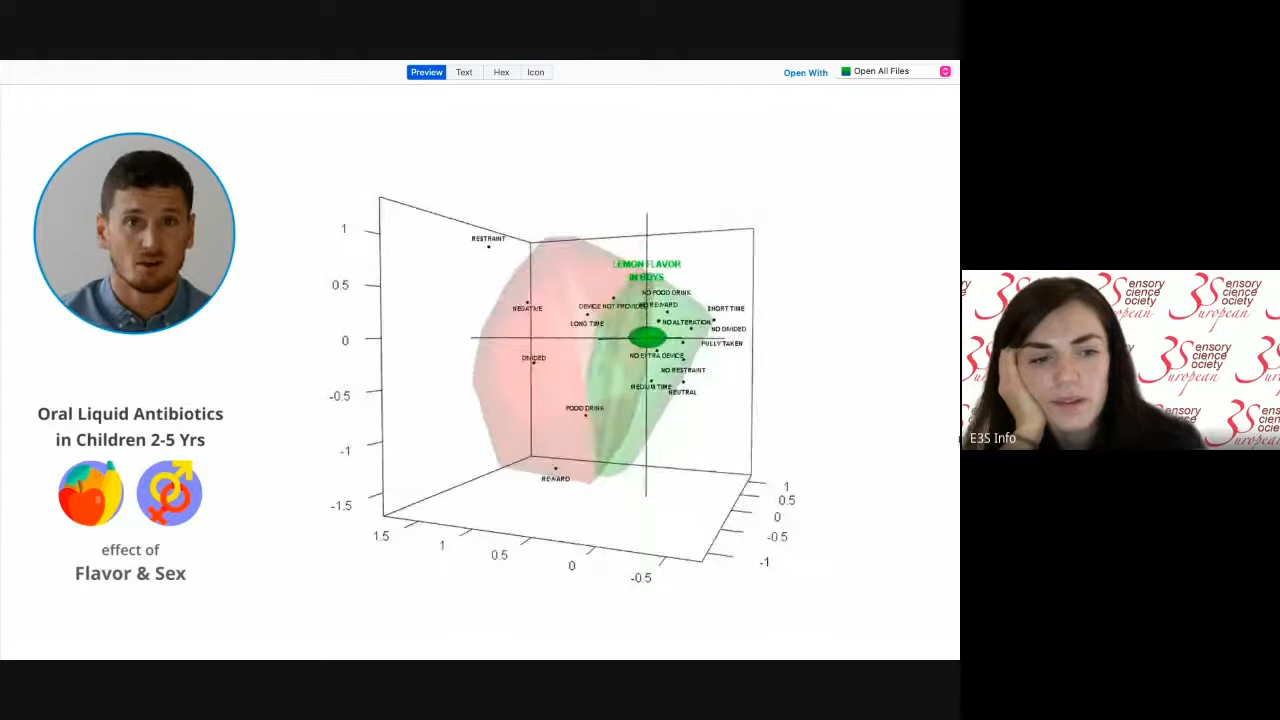 Preview
Text
Hex
Icon
Open With
Open All Files
Oral Liquid Antibiotics
in Children 2-5 Yrs
effect of
Flavor & Sex
1
0.5
0
-0.5
-1
-1.5
1.5
1
0.5
0
-0.5
1
0.5
0
-0.5
-1
RESTRAINT
LEMON FLAVOR
IN BOYS
NO FOOD DRINK
NEGATIVE
DEVICE NOT PROVIDED
NO REWARD
SHORT TIME
LONG TIME
NO ALTERATION
NO DIVIDED
FULLY TAKEN
DIVIDED
NO EXTRA DEVICE
NO RESTRAINT
MEDIUM TIME
NEUTRAL
FOOD DRINK
REWARD
E3S Info
3S ensory
science
society
uropean